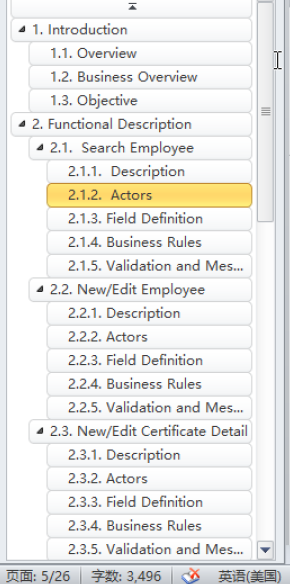 1. Introduction
1.1. Overview
1.2. Business Overview
1.3. Objective
2. Functional Description
2.1. Search Employee
2.1.1. Description
2.1.2. Actors
2.1.3. Field Definition
2.1.4. Business Rules
2.1.5. Validation and Mes...
2.2. New/Edit Employee
2.2.1. Description
2.2.2. Actors
2.2.3. Field Definition
2.2.4. Business Rules
2.2.5. Validation and Mes...
2.3. New/Edit Certificate Detail
2.3.1. Description
2.3.2. Actors
2.3.3. Field Definition
2.3.4. Business Rules
2.3.5. Validation and Mes...
页面: 5/26 字数: 3,496 英语(美国)